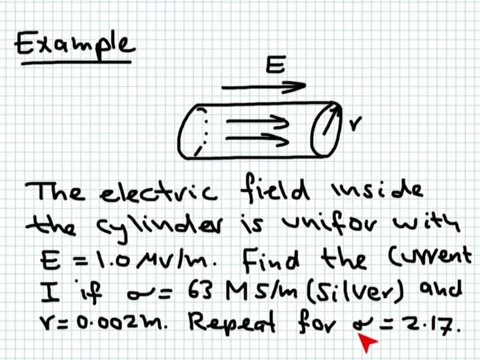 Example
E
r
The electric field inside
the cylinder is unifor with
E = 1.0 μV/m. Find the current
I if σ = 63 MS/m (silver) and
r = 0.002m. Repeat for σ = 2.17.